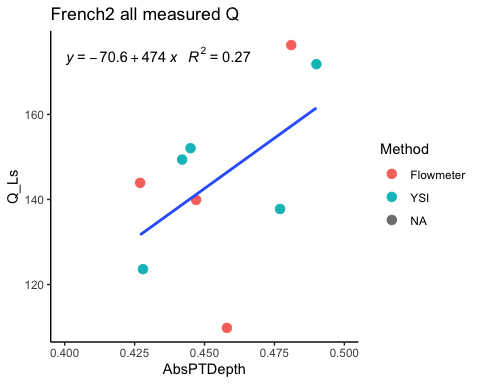 French2 all measured Q
y = −70.6 + 474 x R² = 0.27
Q_Ls
160
140
120
0.400 0.425 0.450 0.475 0.500
AbsPTDepth
Method
Flowmeter
YSI
NA